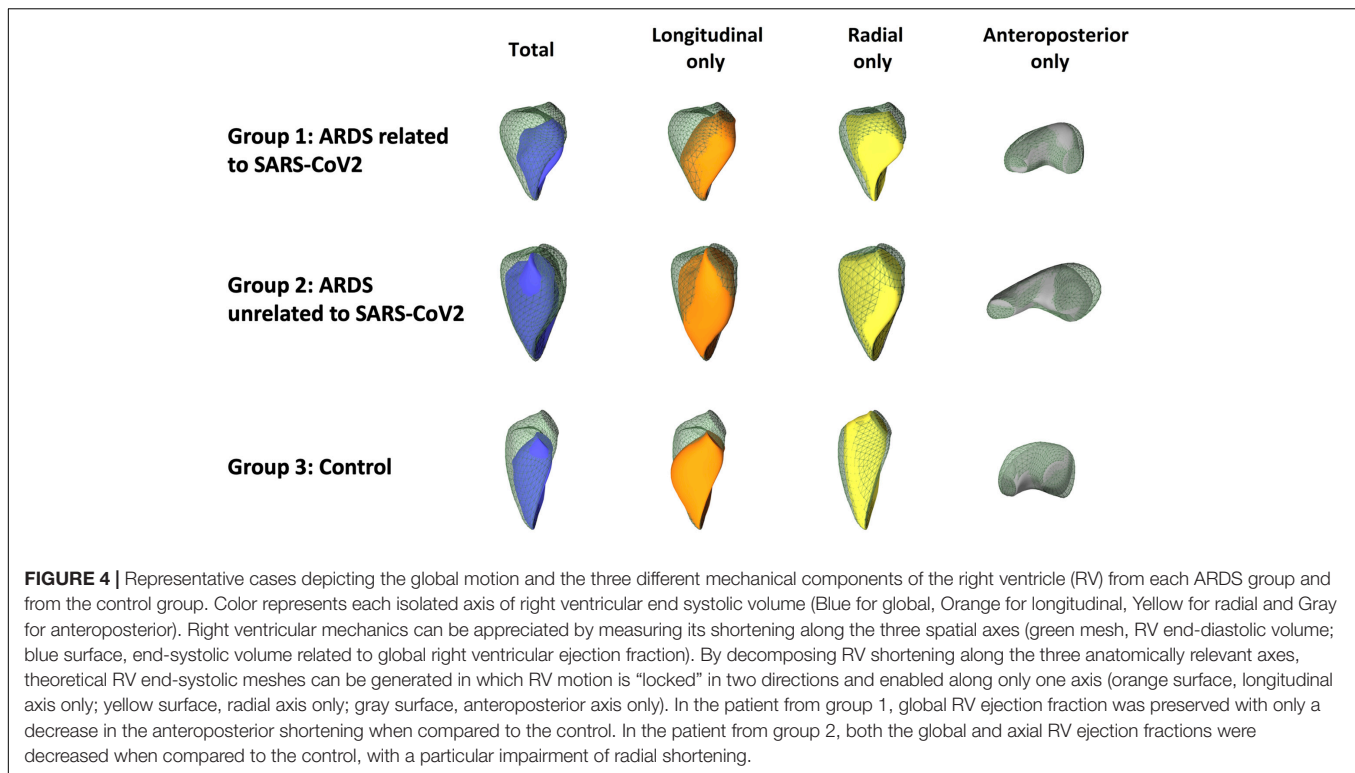 Total
Longitudinal
only
Radial
only
Anteroposterior
only
Group 1: ARDS related
to SARS-CoV2
Group 2: ARDS
unrelated to SARS-CoV2
Group 3: Control
FIGURE 4 | Representative cases depicting the global motion and the three different mechanical components of the right ventricle (RV) from each ARDS group and
from the control group. Color represents each isolated axis of right ventricular end systolic volume (Blue for global, Orange for longitudinal, Yellow for radial and Gray
for anteroposterior). Right ventricular mechanics can be appreciated by measuring its shortening along the three spatial axes (green mesh, RV end-diastolic volume;
blue surface, end-systolic volume related to global right ventricular ejection fraction). By decomposing RV shortening along the three anatomically relevant axes,
theoretical RV end-systolic meshes can be generated in which RV motion is “locked” in two directions and enabled along only one axis (orange surface, longitudinal
axis only; yellow surface, radial axis only; gray surface, anteroposterior axis only). In the patient from group 1, global RV ejection fraction was preserved with only a
decrease in the anteroposterior shortening when compared to the control. In the patient from group 2, both the global and axial RV ejection fractions were
decreased when compared to the control, with a particular impairment of radial shortening.